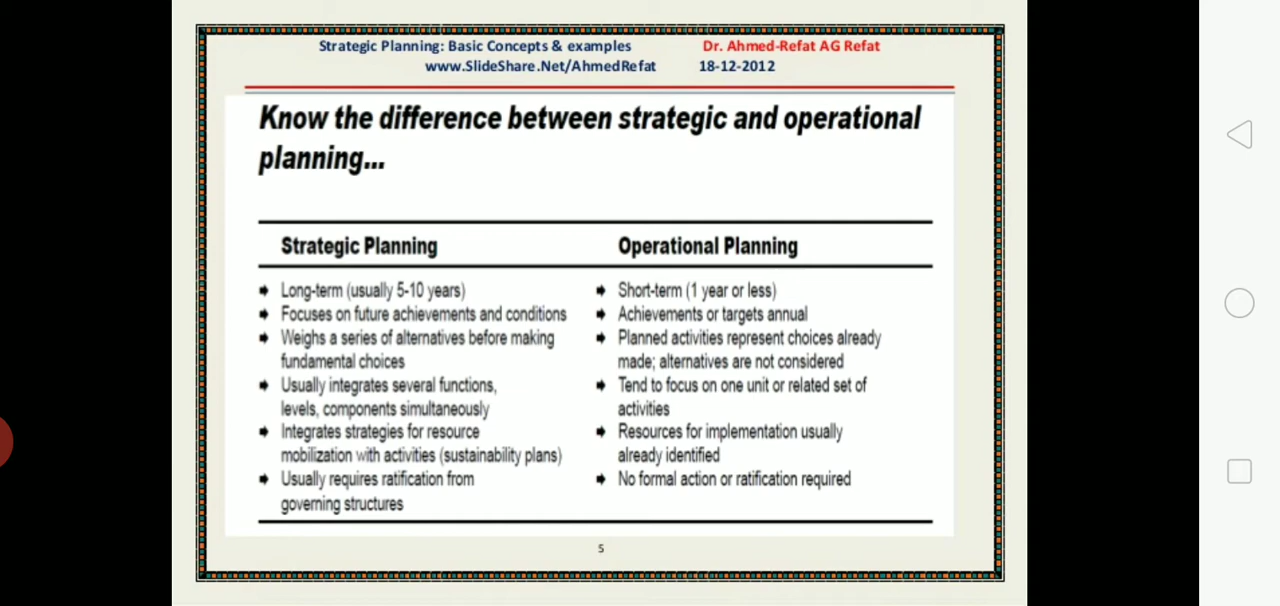 Strategic Planning: Basic Concepts & examples Dr. Ahmed-Refat AG Refat
www.SlideShare.Net/AhmedRefat 18-12-2012
Know the difference between strategic and operational
planning...
Strategic Planning
➨ Long-term (usually 5-10 years)
➨ Focuses on future achievements and conditions
➨ Weighs a series of alternatives before making
fundamental choices
➨ Usually integrates several functions,
levels, components simultaneously
➨ Integrates strategies for resource
mobilization with activities (sustainability plans)
➨ Usually requires ratification from
governing structures
Operational Planning
➨ Short-term (1 year or less)
➨ Achievements or targets annual
➨ Planned activities represent choices already
made; alternatives are not considered
➨ Tend to focus on one unit or related set of
activities
➨ Resources for implementation usually
already identified
➨ No formal action or ratification required
5